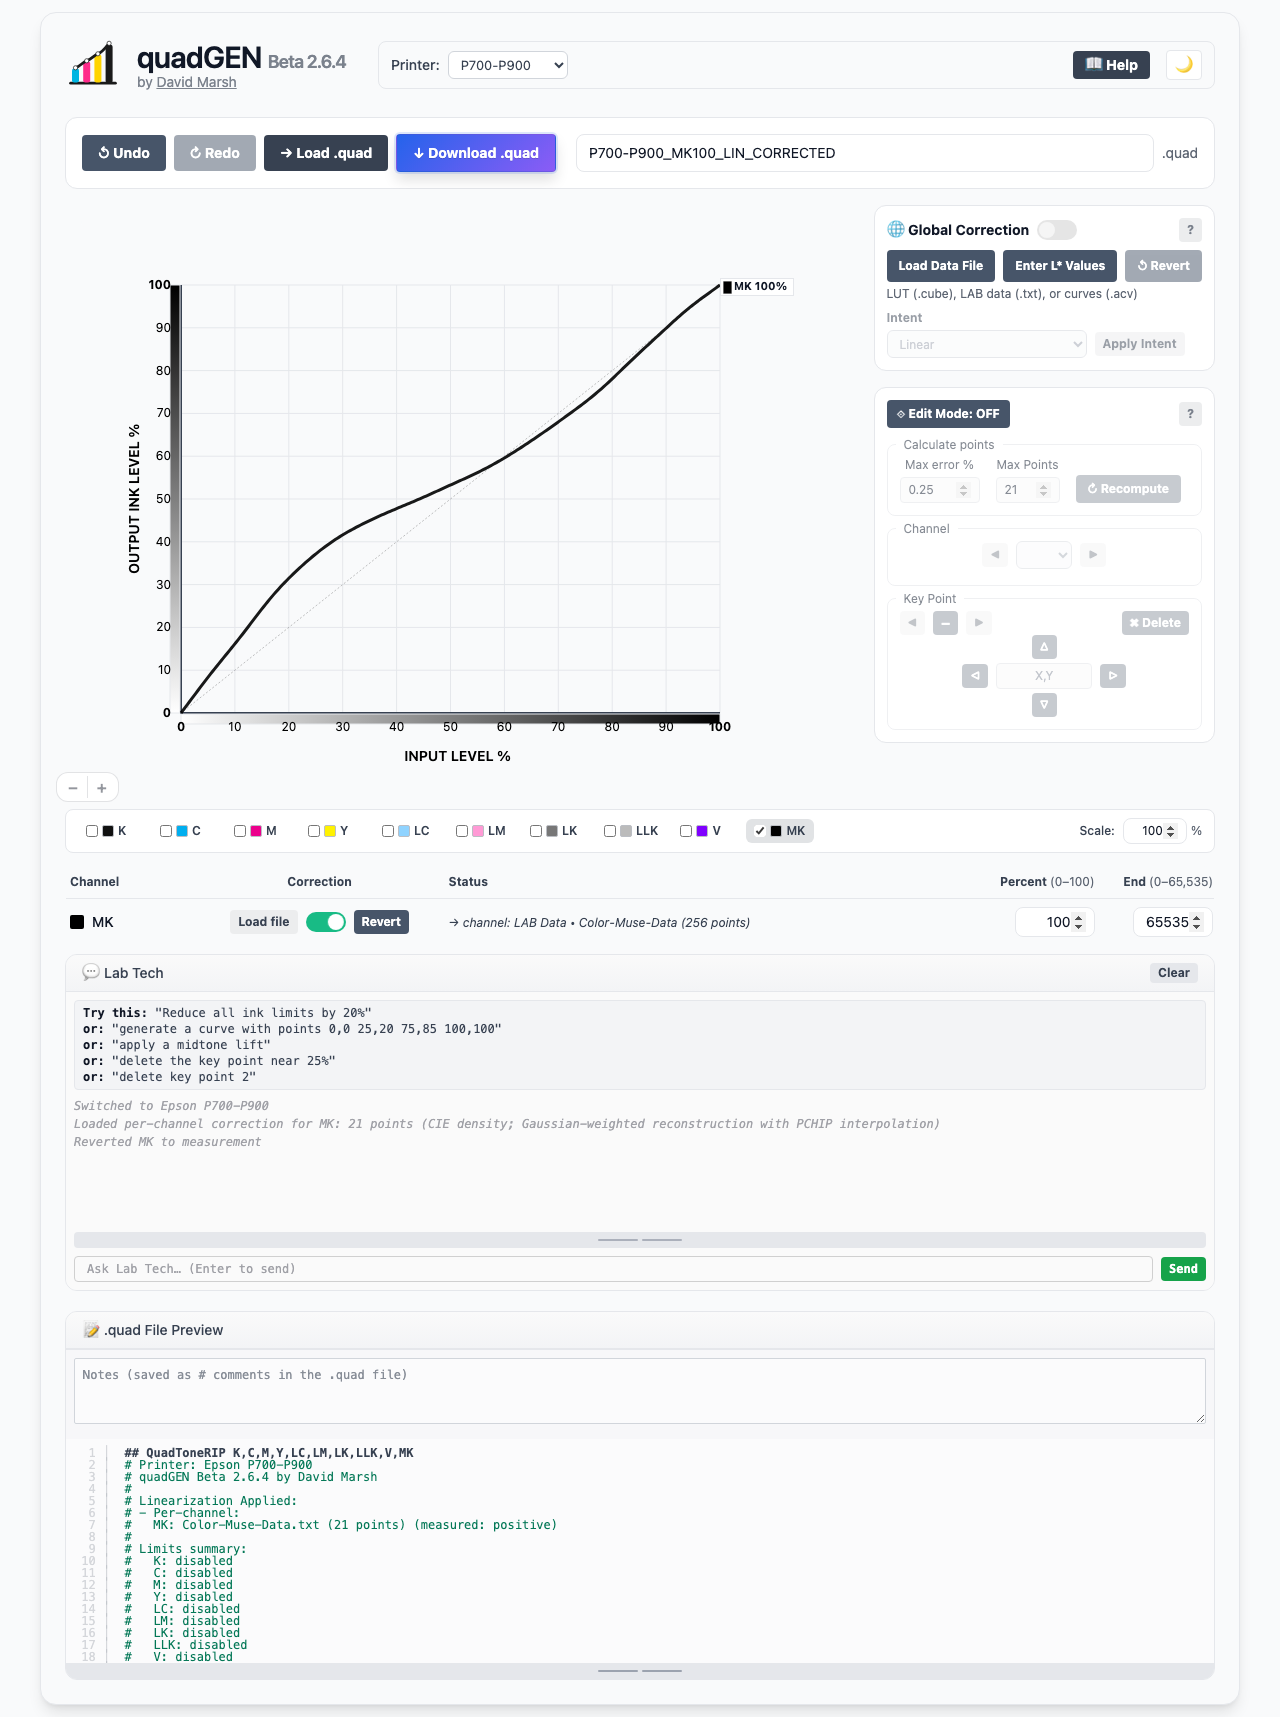 quadGEN Beta 2.6.4
by David Marsh
Printer: P700-P900
📖 Help
🌙
↺ Undo
↻ Redo
→ Load .quad
↓ Download .quad
P700-P900_MK100_LIN_CORRECTED
.quad
🌐 Global Correction
?
Load Data File
Enter L* Values
↺ Revert
LUT (.cube), LAB data (.txt), or curves (.acv)
Intent
Linear
Apply Intent
⟐ Edit Mode: OFF
?
Calculate points
Max error %
Max Points
0.25
21
↻ Recompute
Channel
◀
▶
Key Point
◀
–
▶
✖ Delete
X,Y
OUTPUT INK LEVEL %
100
90
80
70
60
50
40
30
20
10
0
MK 100%
0 10 20 30 40 50 60 70 80 90 100
INPUT LEVEL %
– +
K C M Y LC LM LK LLK V MK
Scale: 100 %
Channel Correction Status Percent (0–100) End (0–65,535)
MK Load file Revert → channel: LAB Data • Color-Muse-Data (256 points) 100 65535
💬 Lab Tech
Clear
Try this: "Reduce all ink limits by 20%"
or: "generate a curve with points 0,0 25,20 75,85 100,100"
or: "apply a midtone lift"
or: "delete the key point near 25%"
or: "delete key point 2"
Switched to Epson P700-P900
Loaded per-channel correction for MK: 21 points (CIE density; Gaussian-weighted reconstruction with PCHIP interpolation)
Reverted MK to measurement
Ask Lab Tech… (Enter to send)
Send
📝 .quad File Preview
Notes (saved as # comments in the .quad file)
1 ## QuadToneRIP K,C,M,Y,LC,LM,LK,LLK,V,MK
2 # Printer: Epson P700-P900
3 # quadGEN Beta 2.6.4 by David Marsh
4 #
5 # Linearization Applied:
6 # - Per-channel:
7 #   MK: Color-Muse-Data.txt (21 points) (measured: positive)
8 #
9 # Limits summary:
10 #   K: disabled
11 #   C: disabled
12 #   M: disabled
13 #   Y: disabled
14 #   LC: disabled
15 #   LM: disabled
16 #   LK: disabled
17 #   LLK: disabled
18 #   V: disabled